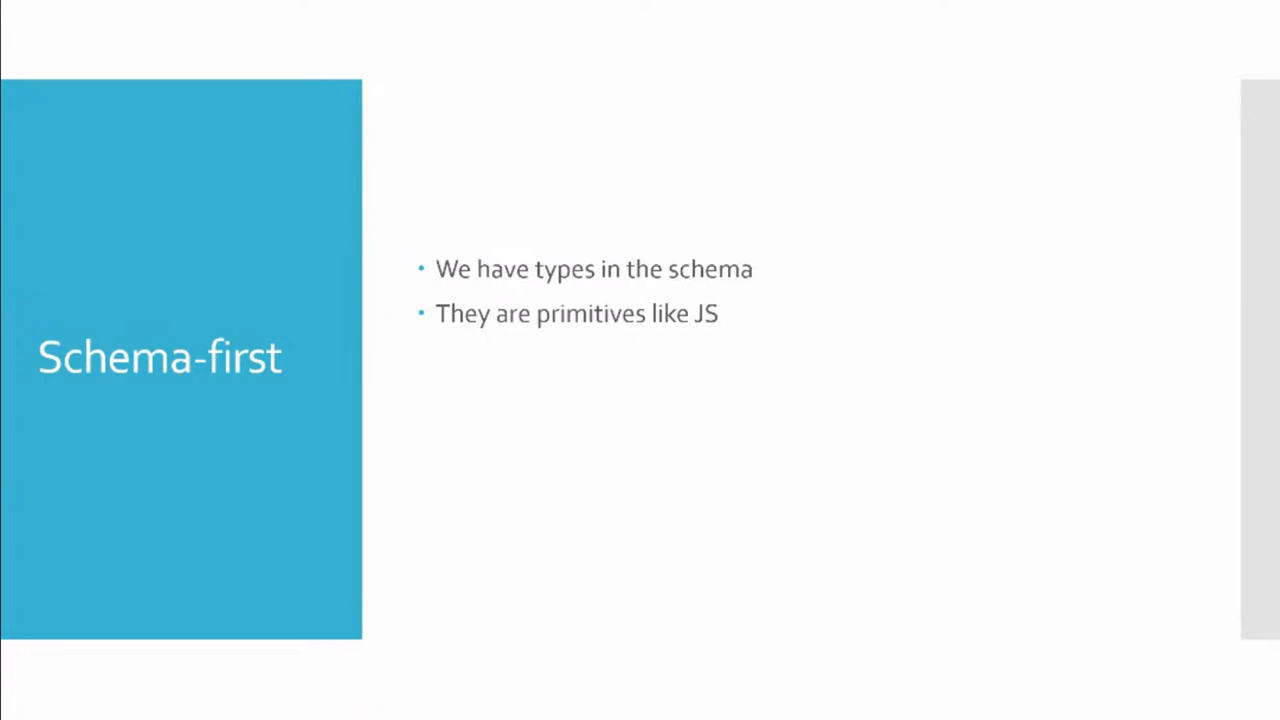 Schema-first
• We have types in the schema
• They are primitives like JS